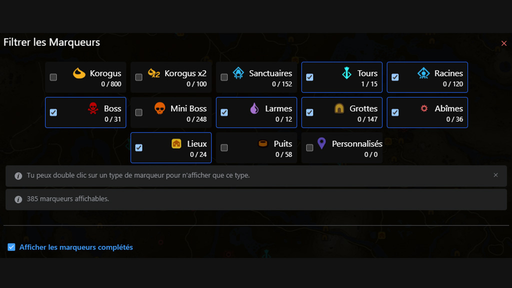 Filtrer les Marqueurs
Korogus
0 / 800
Korogus x2
0 / 100
Sanctuaires
0 / 152
Tours
1 / 15
Racines
0 / 120
Boss
0 / 31
Mini Boss
0 / 248
Larmes
0 / 12
Grottes
0 / 147
Abîmes
0 / 36
Lieux
0 / 24
Puits
0 / 58
Personnalisés
0 / 0
Tu peux double clic sur un type de marqueur pour n'afficher que ce type.
385 marqueurs affichables.
Afficher les marqueurs complétés